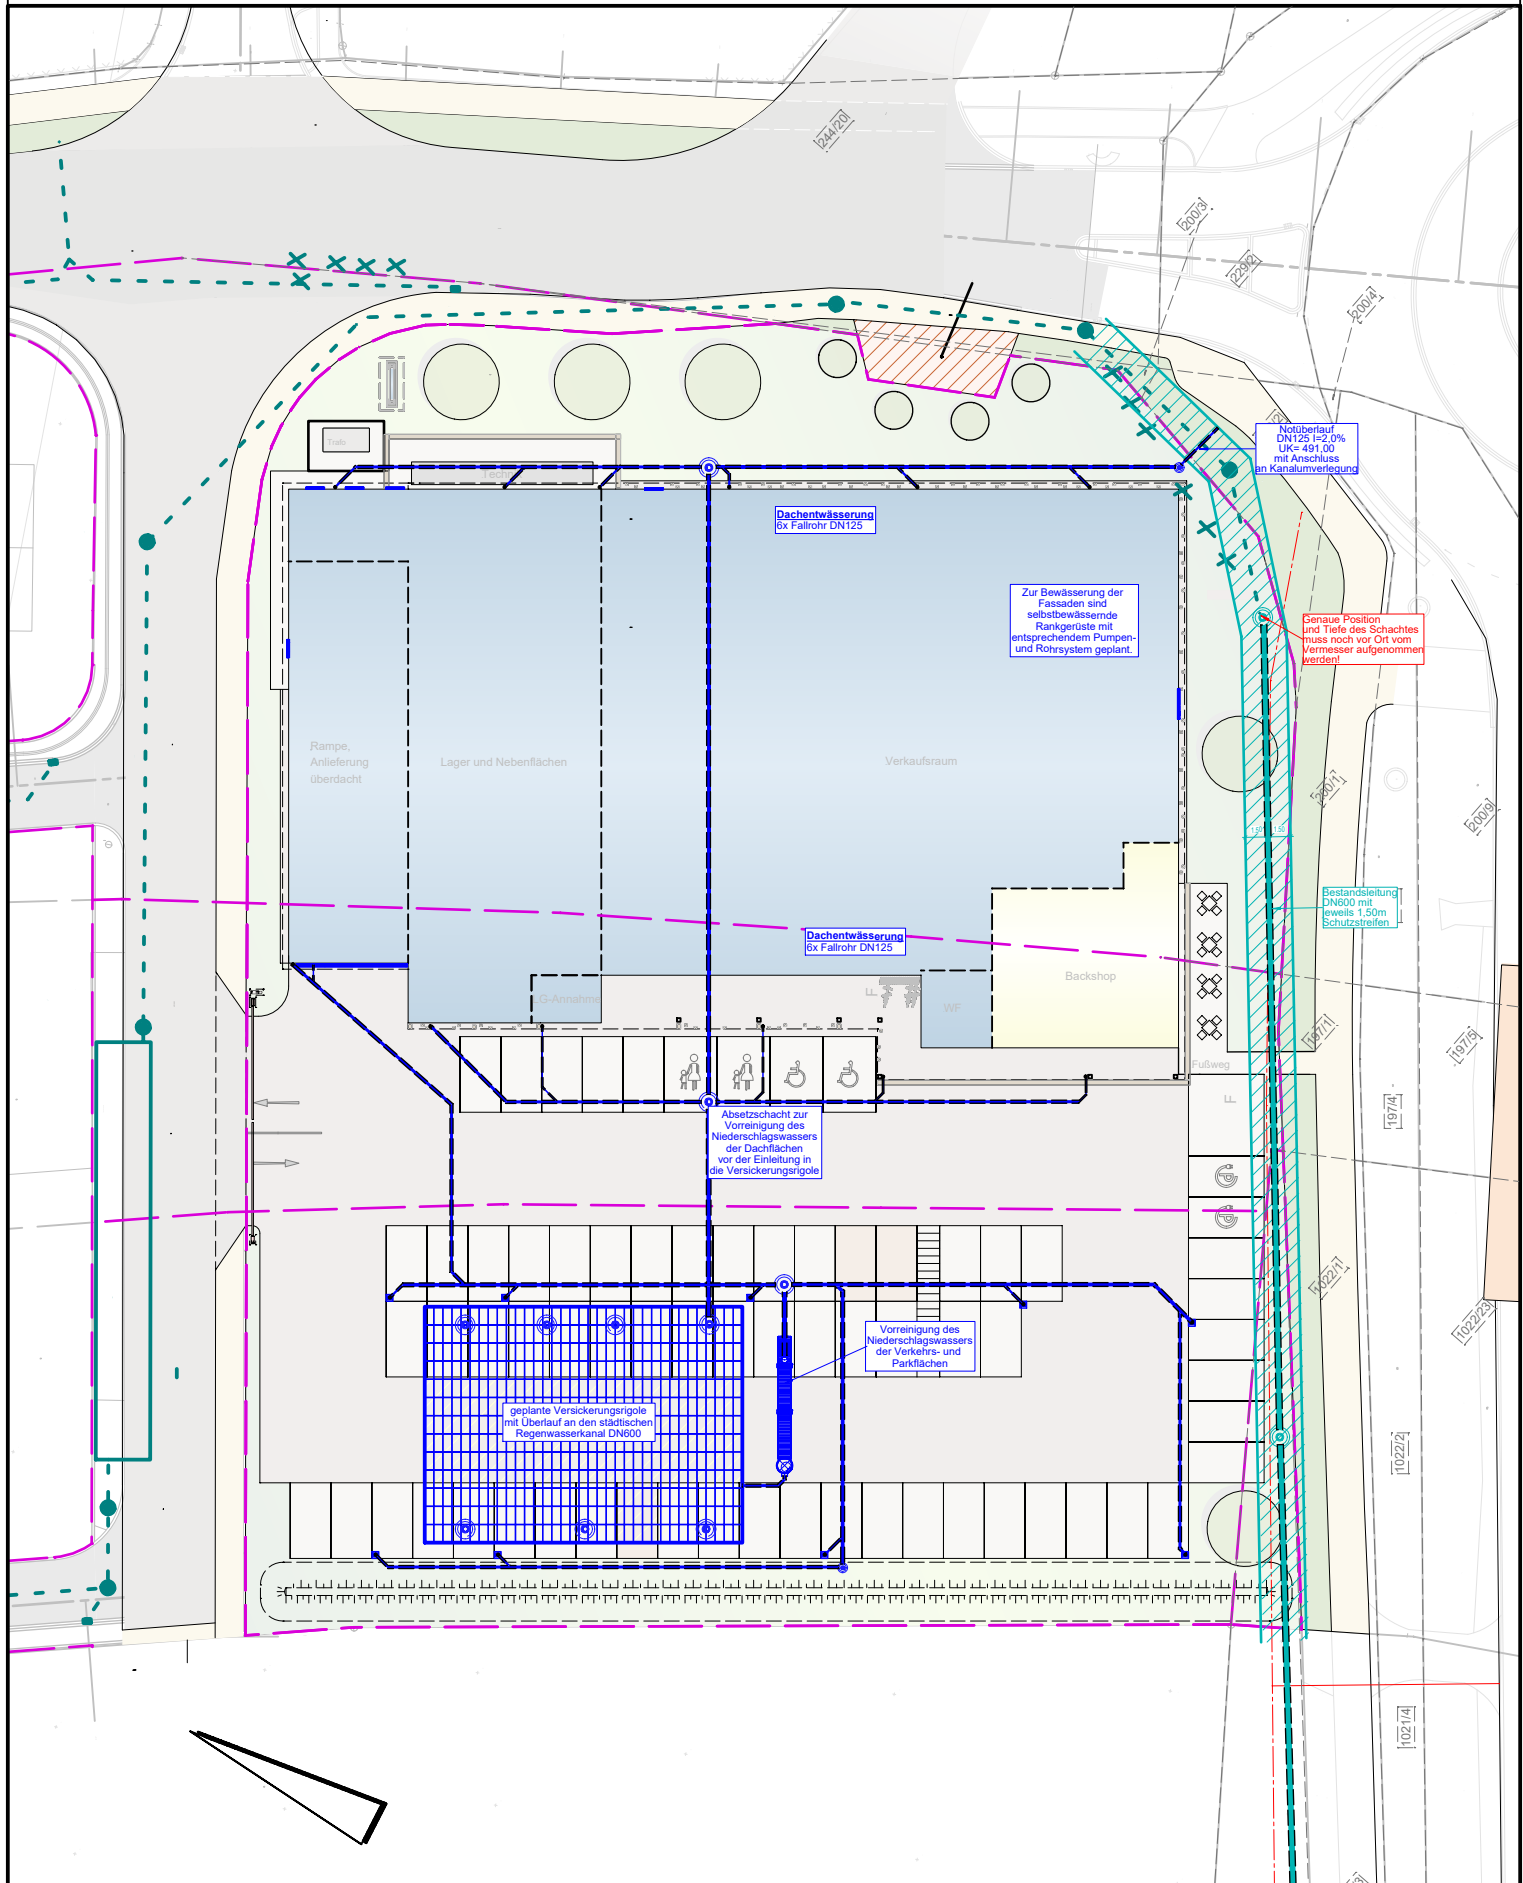 244/20
200/3
229/2
200/4
Notüberlauf
DN125 I=2,0%
UK= 491,00
mit Anschluss
an Kanalumverlegung
Trafo
Dachentwässerung
6x Fallrohr DN125
Zur Bewässerung der
Fassaden sind
selbstbewässernde
Rankgerüste mit
entsprechendem Pumpen-
und Rohrsystem geplant.
Genaue Position
und Tiefe des Schachtes
muss noch vor Ort vom
Vermesser aufgenommen
werden!
Rampe,
Anlieferung
überdacht
Lager und Nebenflächen
Verkaufsraum
200/1
200/9
1,50 1,50
Bestandsleitung
DN600 mit
jeweils 1,50m
Schutzstreifen
Dachentwässerung
6x Fallrohr DN125
Backshop
LG-Annahme
F
WF
197/1
197/5
Fußweg
F
197/4
Absetzschacht zur
Vorreinigung des
Niederschlagswassers
der Dachflächen
vor der Einleitung in
die Versickerungsrigole
1022/1
1022/23
Vorreinigung des
Niederschlagswassers
der Verkehrs- und
Parkflächen
geplante Versickerungsrigole
mit Überlauf an den städtischen
Regenwasserkanal DN600
1022/2
1021/4